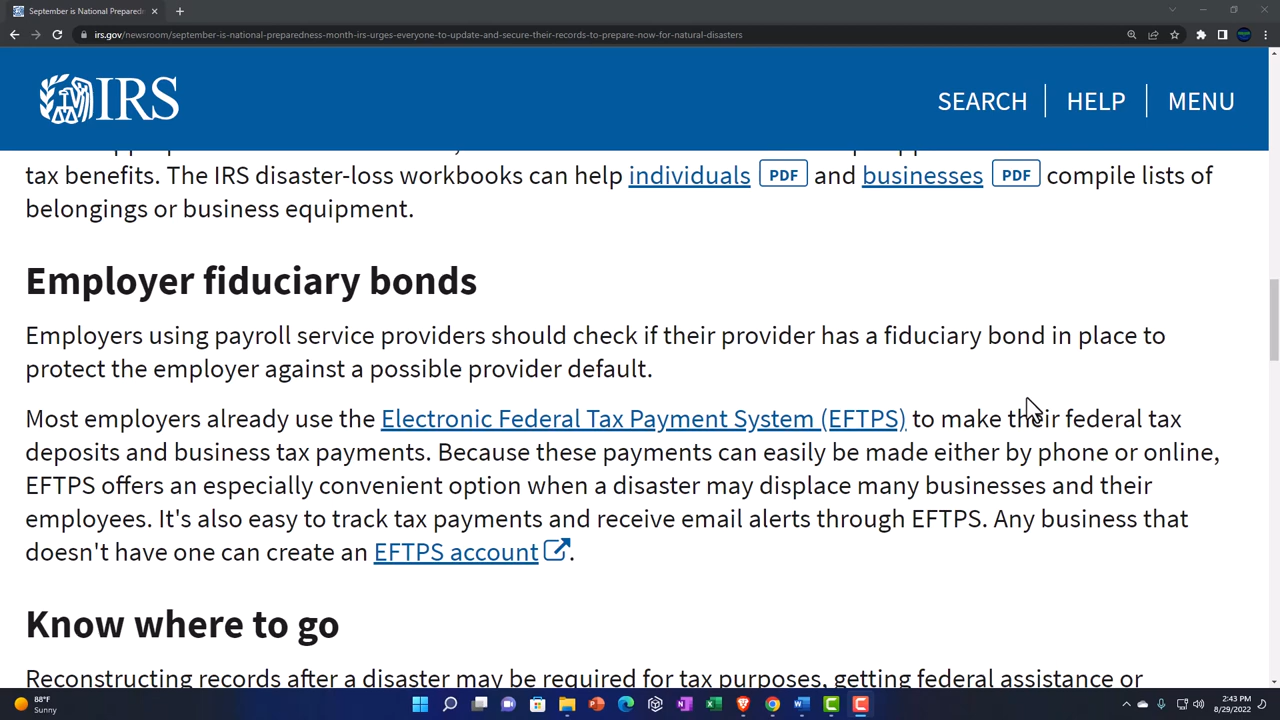 September is National Prepared
irs.gov/newsroom/september-is-national-preparedness-month-irs-urges-everyone-to-update-and-secure-their-records-to-prepare-now-for-natural-disasters
IRS
SEARCH
HELP
MENU
tax benefits. The IRS disaster-loss workbooks can help individuals PDF and businesses PDF compile lists of
belongings or business equipment.
Employer fiduciary bonds
Employers using payroll service providers should check if their provider has a fiduciary bond in place to
protect the employer against a possible provider default.
Most employers already use the Electronic Federal Tax Payment System (EFTPS) to make their federal tax
deposits and business tax payments. Because these payments can easily be made either by phone or online,
EFTPS offers an especially convenient option when a disaster may displace many businesses and their
employees. It's also easy to track tax payments and receive email alerts through EFTPS. Any business that
doesn't have one can create an EFTPS account.
Know where to go
Reconstructing records after a disaster may be required for tax purposes, getting federal assistance or
88°F
Sunny
2:43 PM
8/29/2022